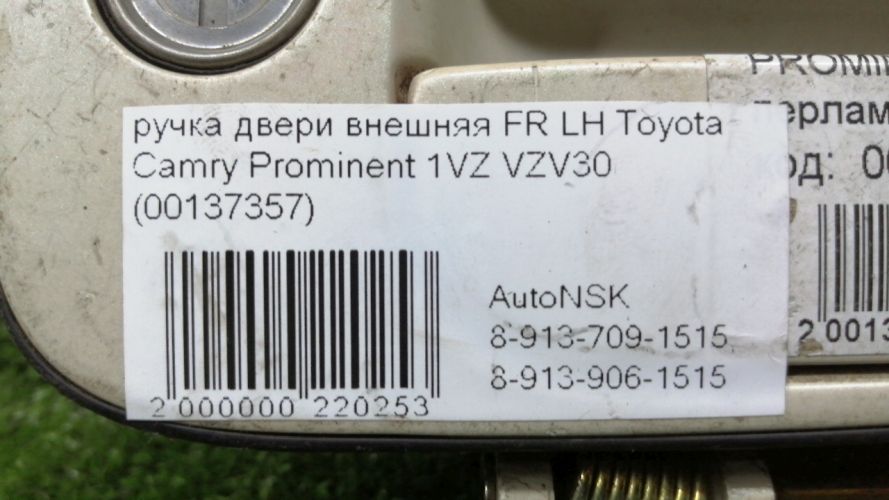 ручка двери внешняя FR LH Toyota
Camry Prominent 1VZ VZV30
(00137357)
AutoNSK
8-913-709-1515
8-913-906-1515
2 000000 220253